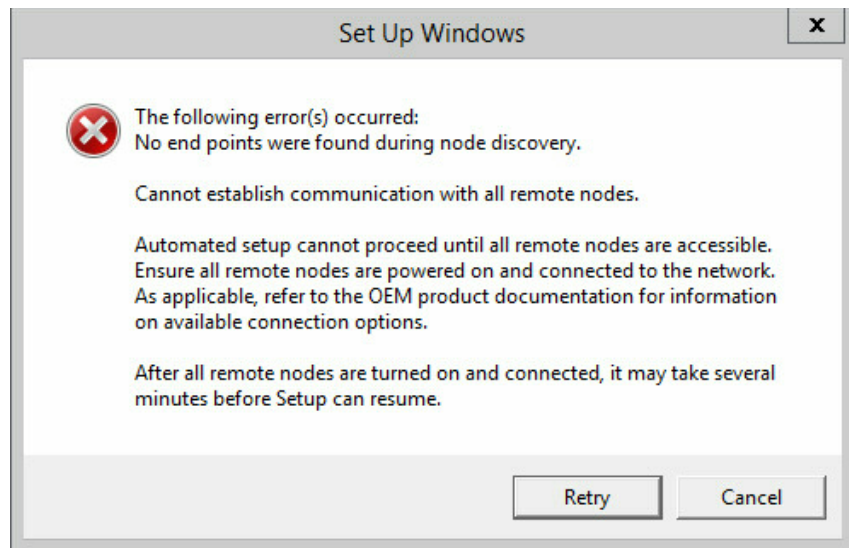 Set Up Windows
x
The following error(s) occurred:
No end points were found during node discovery.
Cannot establish communication with all remote nodes.
Automated setup cannot proceed until all remote nodes are accessible.
Ensure all remote nodes are powered on and connected to the network.
As applicable, refer to the OEM product documentation for information
on available connection options.
After all remote nodes are turned on and connected, it may take several
minutes before Setup can resume.
Retry
Cancel